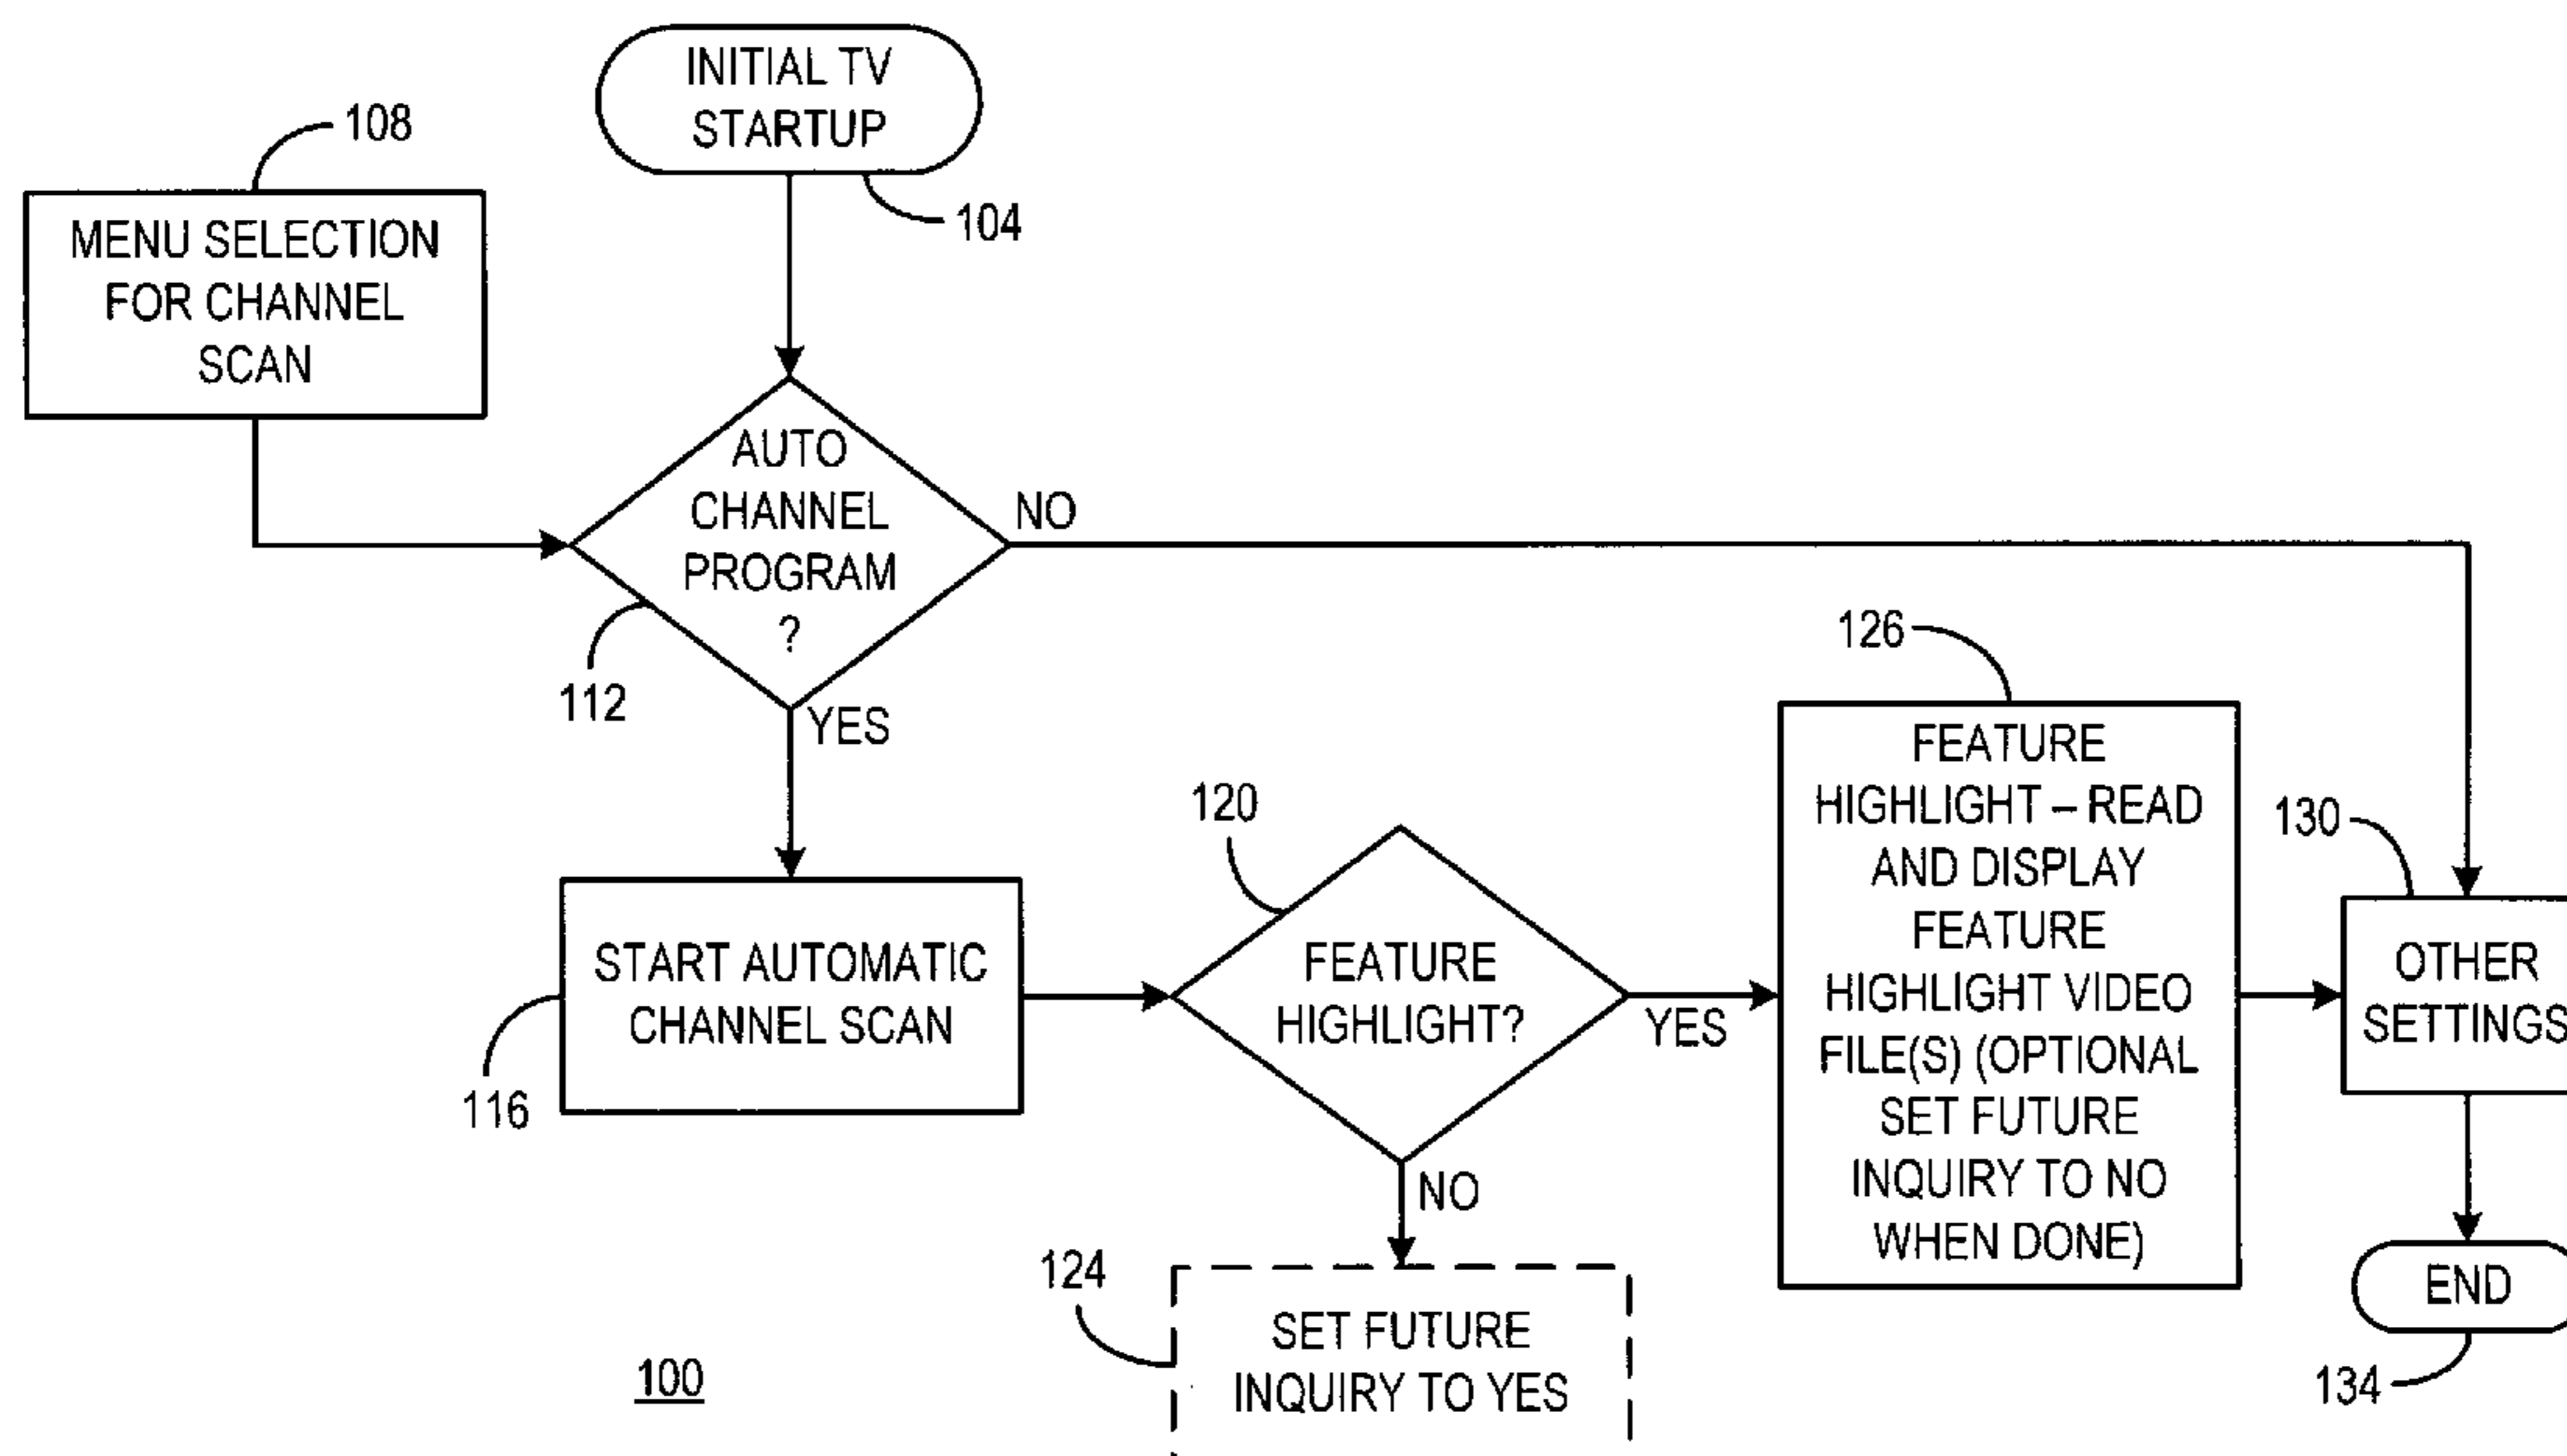 INITIAL TV
STARTUP
104
108
MENU SELECTION
FOR CHANNEL
SCAN
AUTO
CHANNEL
PROGRAM
?
NO
112
YES
126
FEATURE
HIGHLIGHT – READ
AND DISPLAY
FEATURE
HIGHLIGHT VIDEO
FILE(S) (OPTIONAL
SET FUTURE
INQUIRY TO NO
WHEN DONE)
120
FEATURE
HIGHLIGHT?
YES
NO
130
OTHER
SETTINGS
START AUTOMATIC
CHANNEL SCAN
116
124
SET FUTURE
INQUIRY TO YES
END
134
100